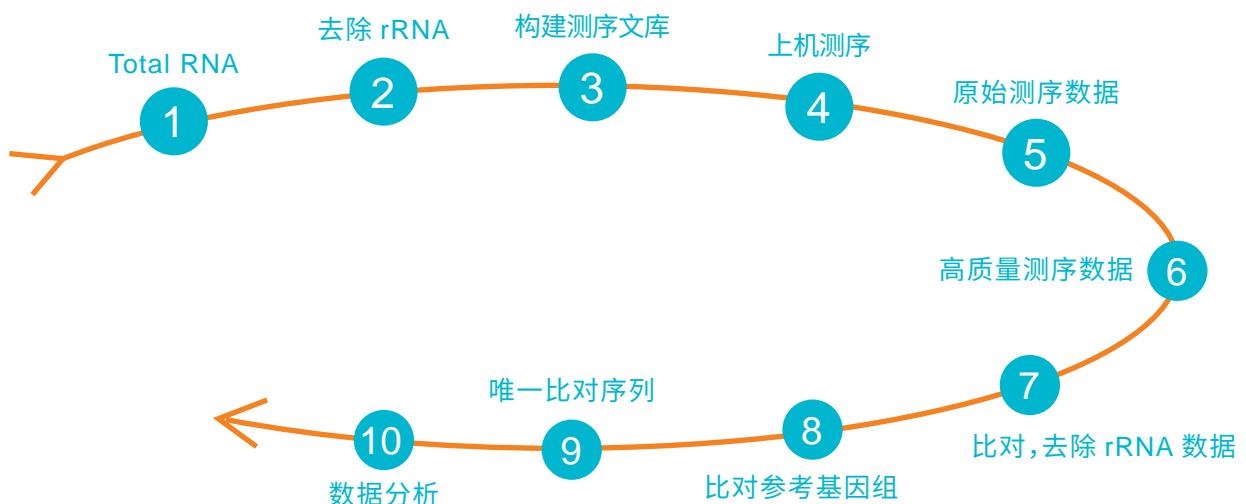 Total RNA
1
去除 rRNA
2
构建测序文库
3
上机测序
4
原始测序数据
5
高质量测序数据
6
7
比对，去除 rRNA 数据
8
比对参考基因组
唯一比对序列
9
10
数据分析